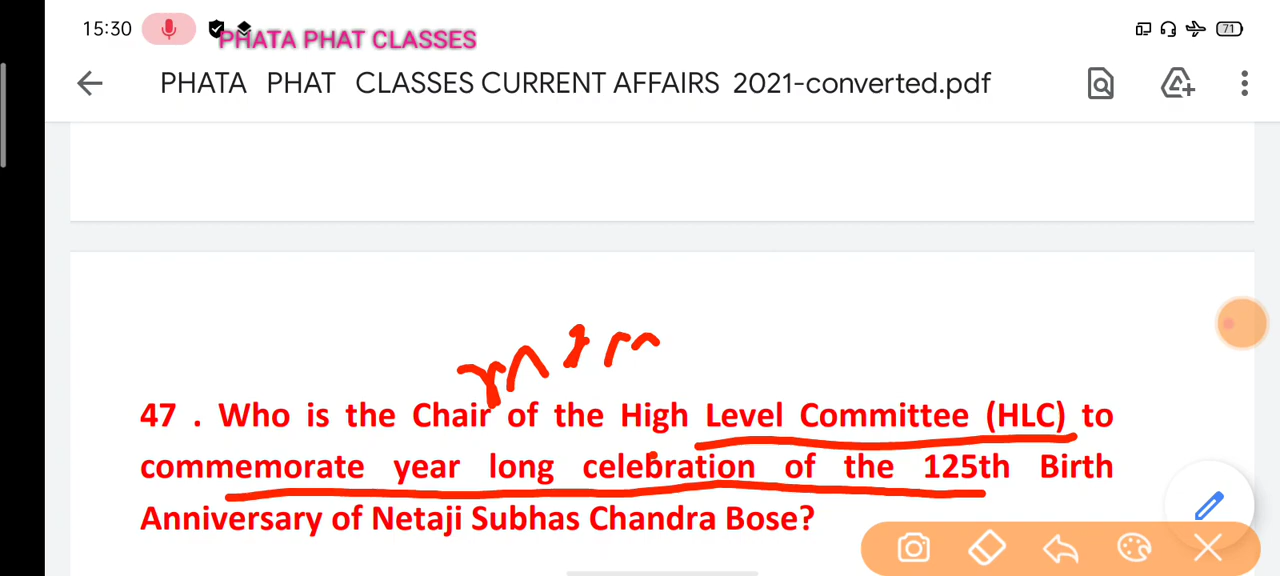 15:30
71
PHATA PHAT CLASSES
PHATA PHAT CLASSES CURRENT AFFAIRS 2021-converted.pdf
47 . Who is the Chair of the High Level Committee (HLC) to
commemorate year long celebration of the 125th Birth
Anniversary of Netaji Subhas Chandra Bose?